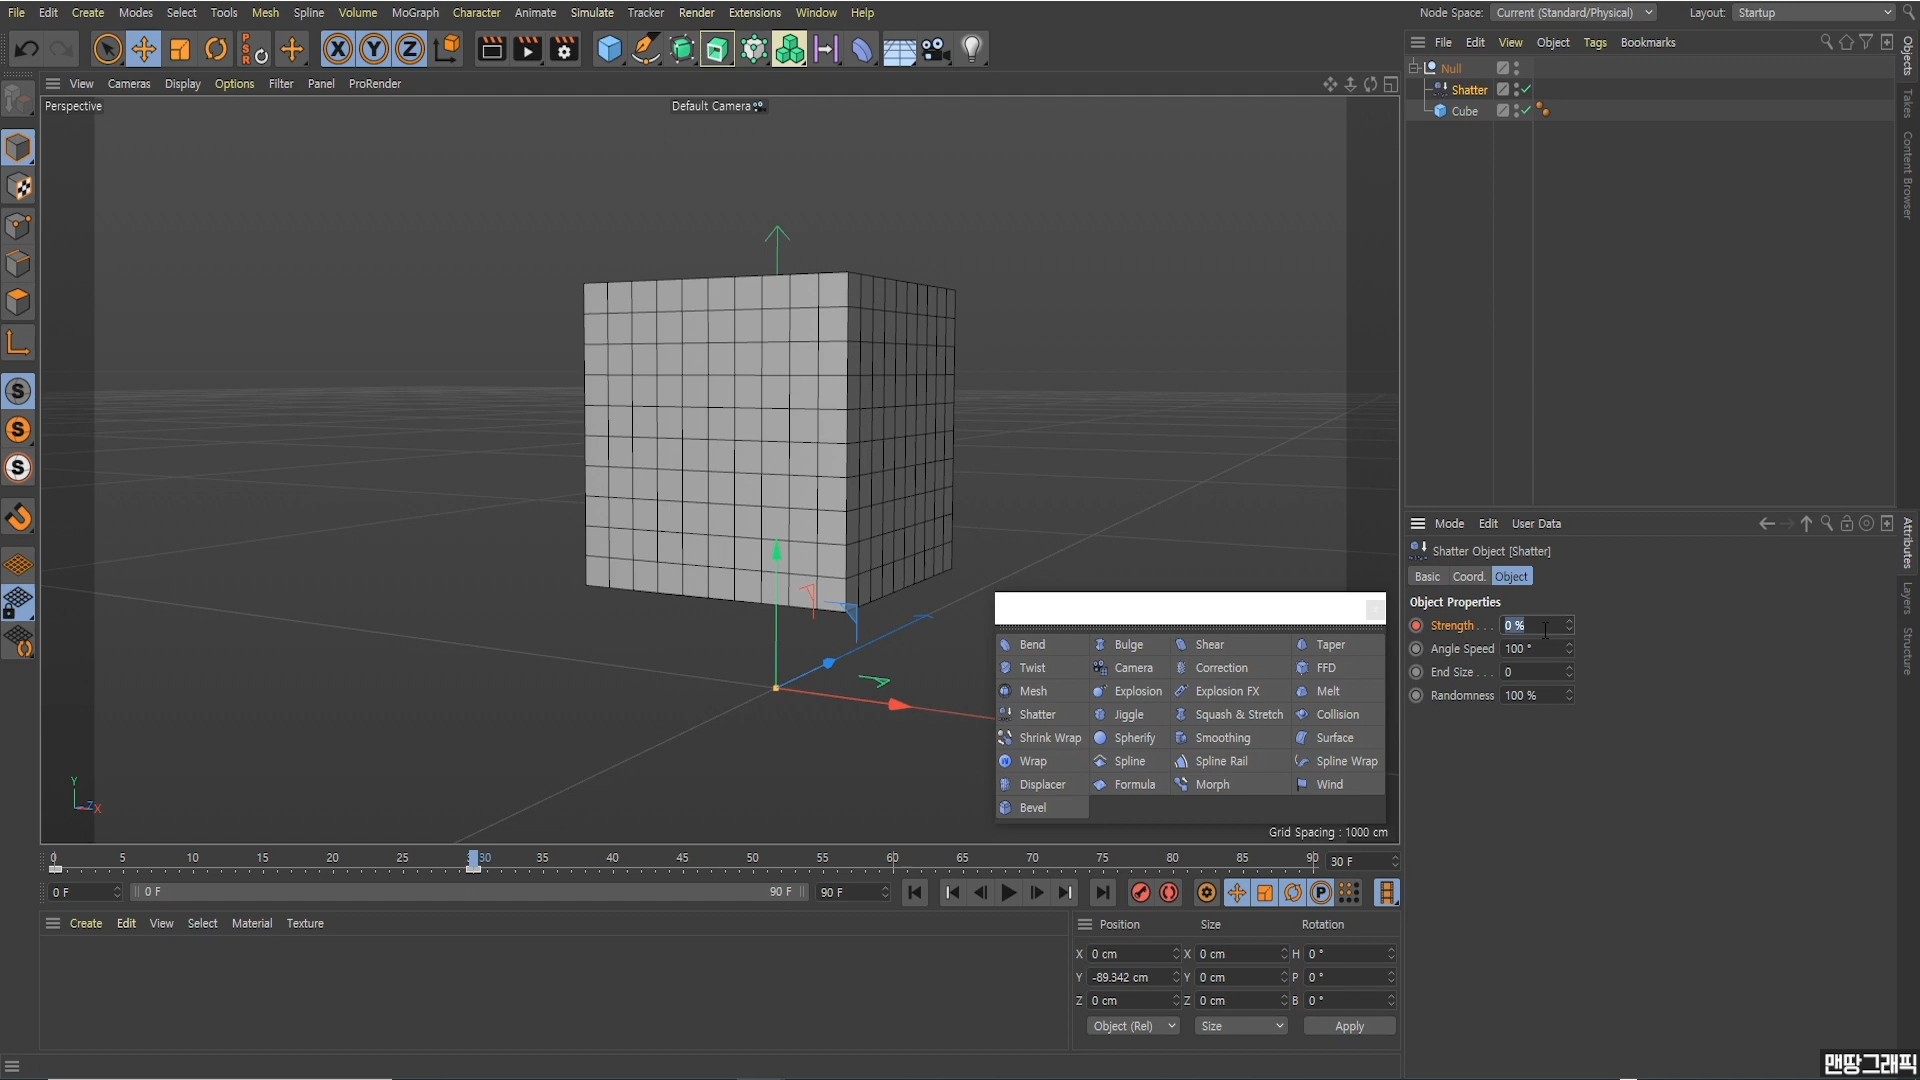 File Edit Create Modes Select Tools Mesh Spline Volume MoGraph Character Animate Simulate Tracker Render Extensions Window Help
Node Space: Current (Standard/Physical) Layout: Startup
P S R X Y Z
File Edit View Object Tags Bookmarks
View Cameras Display Options Filter Panel ProRender
Perspective
Default Camera
Null
Shatter
Cube
Objects
Takes
Content Browser
Mode Edit User Data
Shatter Object [Shatter]
Basic Coord. Object
Object Properties
Strength . . . 0 %
Angle Speed 100 °
End Size . . . 0
Randomness 100 %
Attributes
Layers
Structure
Bend Bulge Shear Taper
Twist Camera Correction FFD
Mesh Explosion Explosion FX Melt
Shatter Jiggle Squash & Stretch Collision
Shrink Wrap Spherify Smoothing Surface
Wrap Spline Spline Rail Spline Wrap
Displacer Formula Morph Wind
Bevel
Y
Z X
Grid Spacing : 1000 cm
0 5 10 15 20 25 30 35 40 45 50 55 60 65 70 75 80 85 90 30 F
0 F 0 F 90 F 90 F
Create Edit View Select Material Texture
Position Size Rotation
X 0 cm X 0 cm H 0 °
Y -89.342 cm Y 0 cm P 0 °
Z 0 cm Z 0 cm B 0 °
Object (Rel) Size Apply
맨땅그래픽